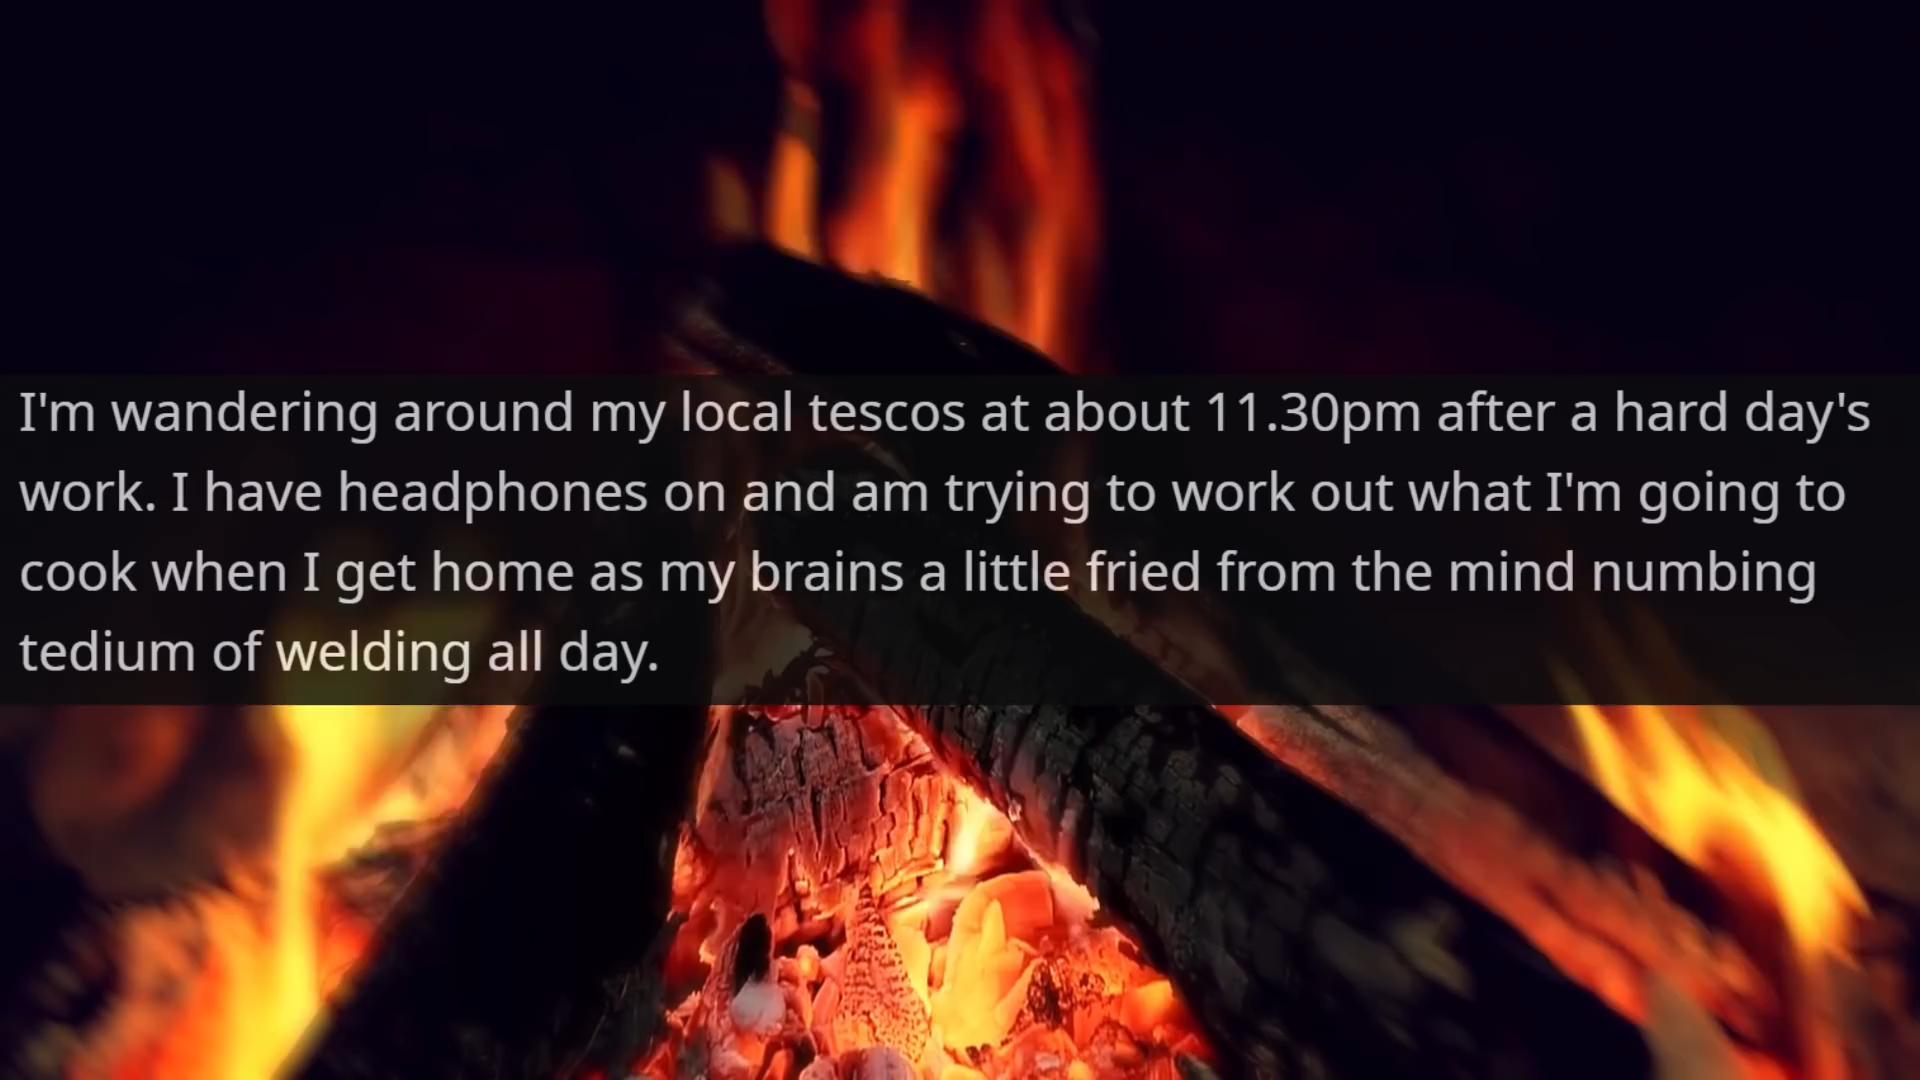 I'm wandering around my local tescos at about 11.30pm after a hard day's
work. I have headphones on and am trying to work out what I'm going to
cook when I get home as my brains a little fried from the mind numbing
tedium of welding all day.